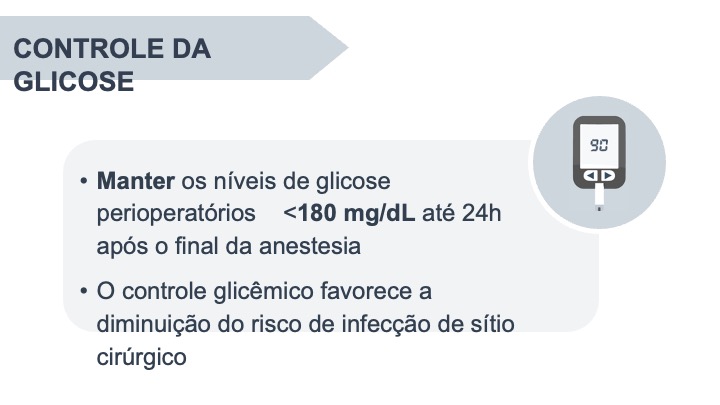 CONTROLE DA
GLICOSE
90
• Manter os níveis de glicose
perioperatórios <180 mg/dL até 24h
após o final da anestesia
• O controle glicêmico favorece a
diminuição do risco de infecção de sítio
cirúrgico